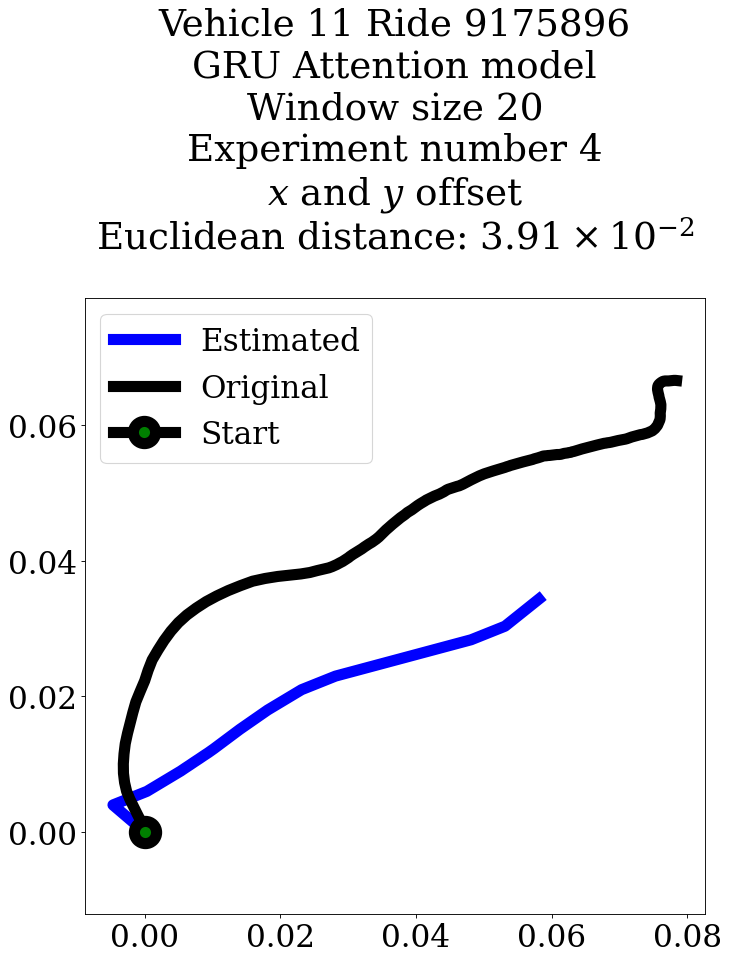 Vehicle 11 Ride 9175896
GRU Attention model
Window size 20
Experiment number 4
x and y offset
Euclidean distance: 3.91 × 10⁻²
Estimated
Original
Start
0.06
0.04
0.02
0.00
0.00 0.02 0.04 0.06 0.08